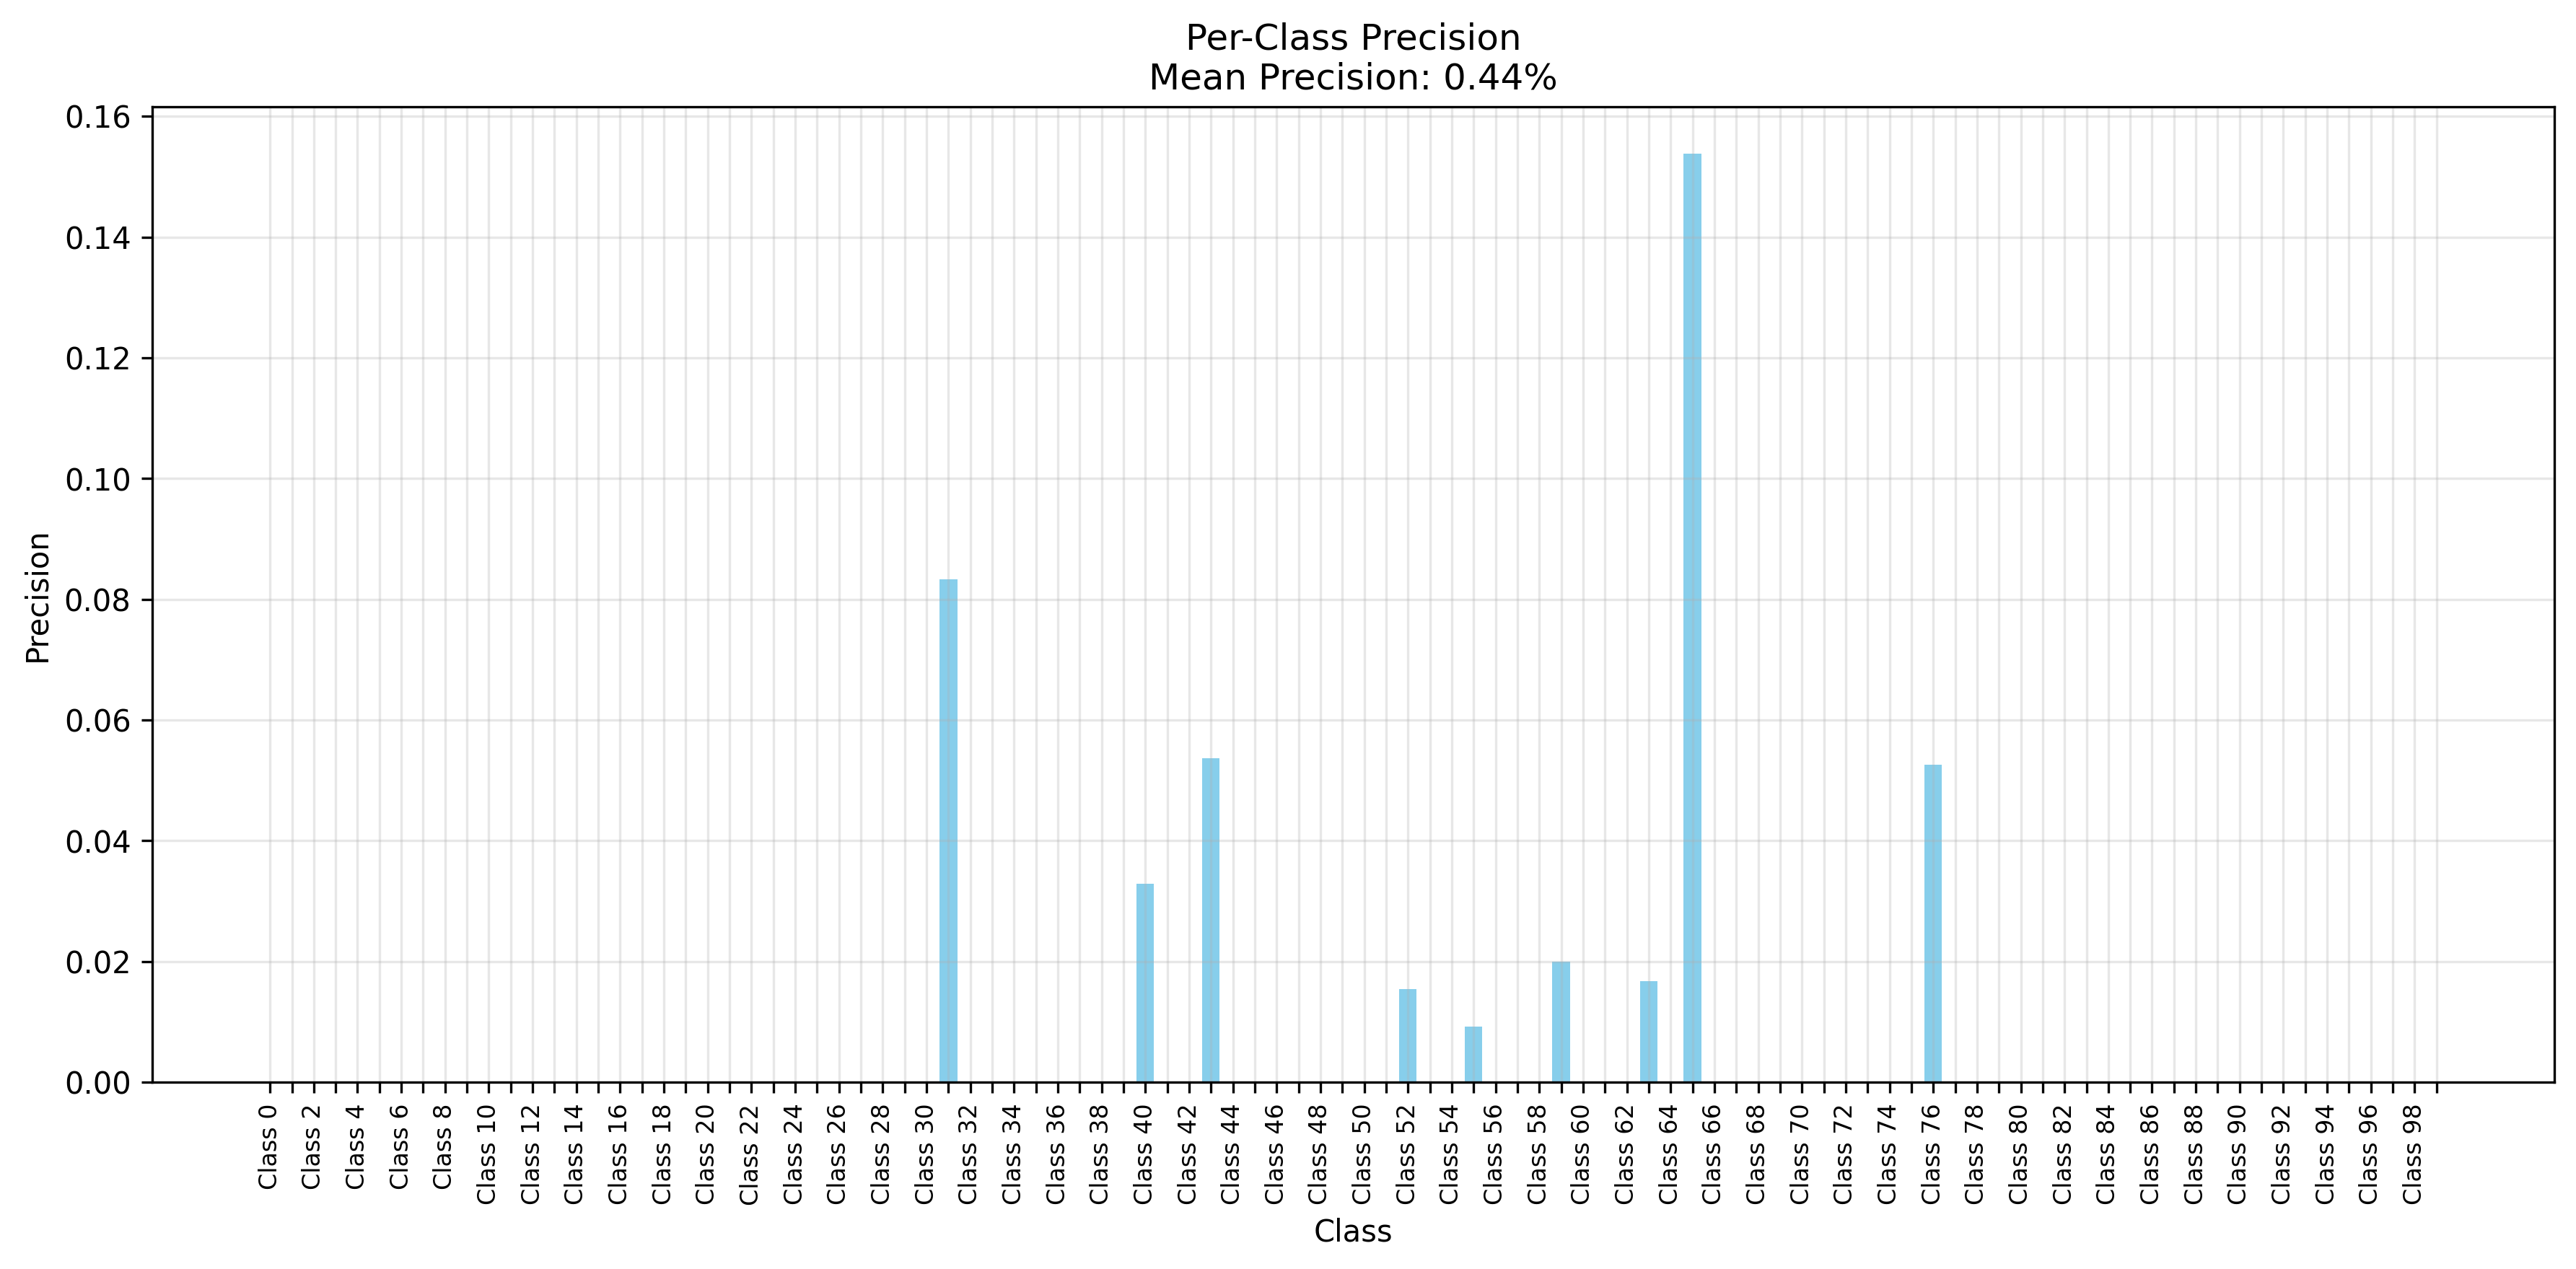 Per-Class Precision
Mean Precision: 0.44%
Precision
0.16
0.14
0.12
0.10
0.08
0.06
0.04
0.02
0.00
Class 0
Class 2
Class 4
Class 6
Class 8
Class 10
Class 12
Class 14
Class 16
Class 18
Class 20
Class 22
Class 24
Class 26
Class 28
Class 30
Class 32
Class 34
Class 36
Class 38
Class 40
Class 42
Class 44
Class 46
Class 48
Class 50
Class 52
Class 54
Class 56
Class 58
Class 60
Class 62
Class 64
Class 66
Class 68
Class 70
Class 72
Class 74
Class 76
Class 78
Class 80
Class 82
Class 84
Class 86
Class 88
Class 90
Class 92
Class 94
Class 96
Class 98
Class